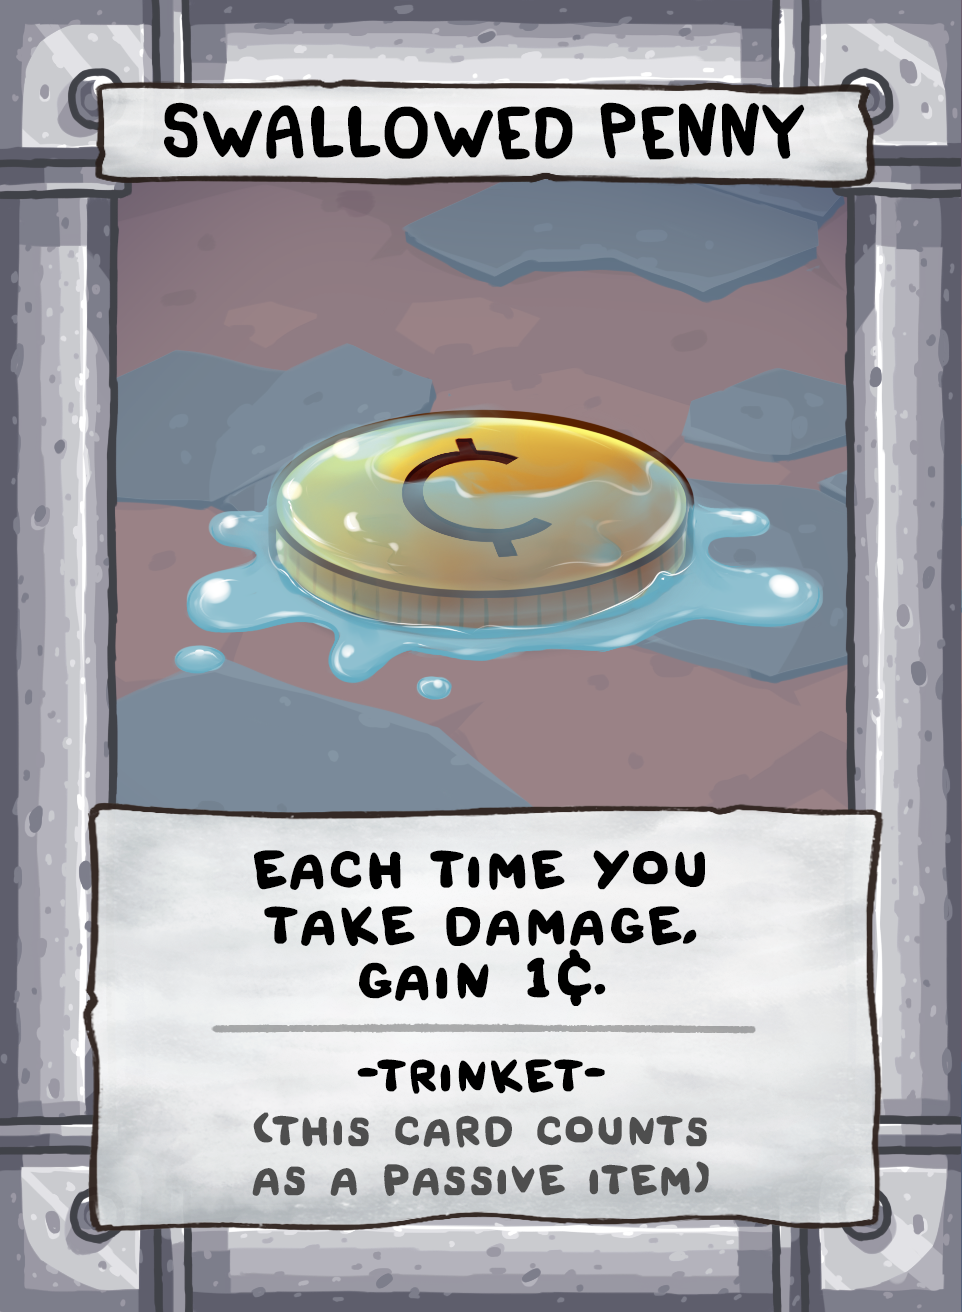 SWALLOWED PENNY
¢
EACH TIME YOU
TAKE DAMAGE,
GAIN 1¢.
-TRINKET-
(THIS CARD COUNTS
AS A PASSIVE ITEM)